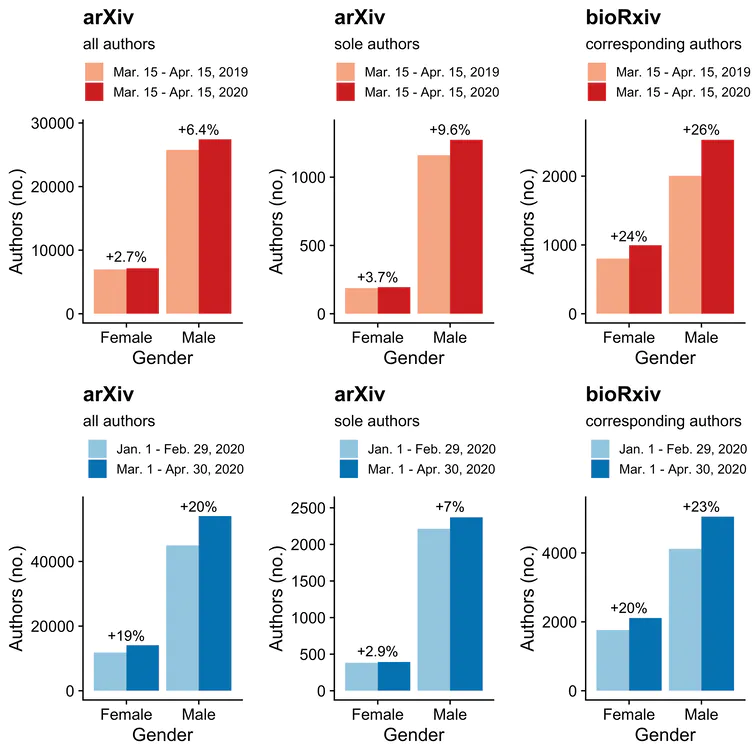 arXiv
all authors
Mar. 15 - Apr. 15, 2019
Mar. 15 - Apr. 15, 2020
30000
20000
10000
0
Authors (no.)
+2.7%
+6.4%
Female
Male
Gender
arXiv
sole authors
Mar. 15 - Apr. 15, 2019
Mar. 15 - Apr. 15, 2020
1000
500
0
Authors (no.)
+3.7%
+9.6%
Female
Male
Gender
bioRxiv
corresponding authors
Mar. 15 - Apr. 15, 2019
Mar. 15 - Apr. 15, 2020
2000
1000
0
Authors (no.)
+24%
+26%
Female
Male
Gender
arXiv
all authors
Jan. 1 - Feb. 29, 2020
Mar. 1 - Apr. 30, 2020
40000
20000
0
Authors (no.)
+19%
+20%
Female
Male
Gender
arXiv
sole authors
Jan. 1 - Feb. 29, 2020
Mar. 1 - Apr. 30, 2020
2500
2000
1500
1000
500
0
Authors (no.)
+2.9%
+7%
Female
Male
Gender
bioRxiv
corresponding authors
Jan. 1 - Feb. 29, 2020
Mar. 1 - Apr. 30, 2020
4000
2000
0
Authors (no.)
+20%
+23%
Female
Male
Gender